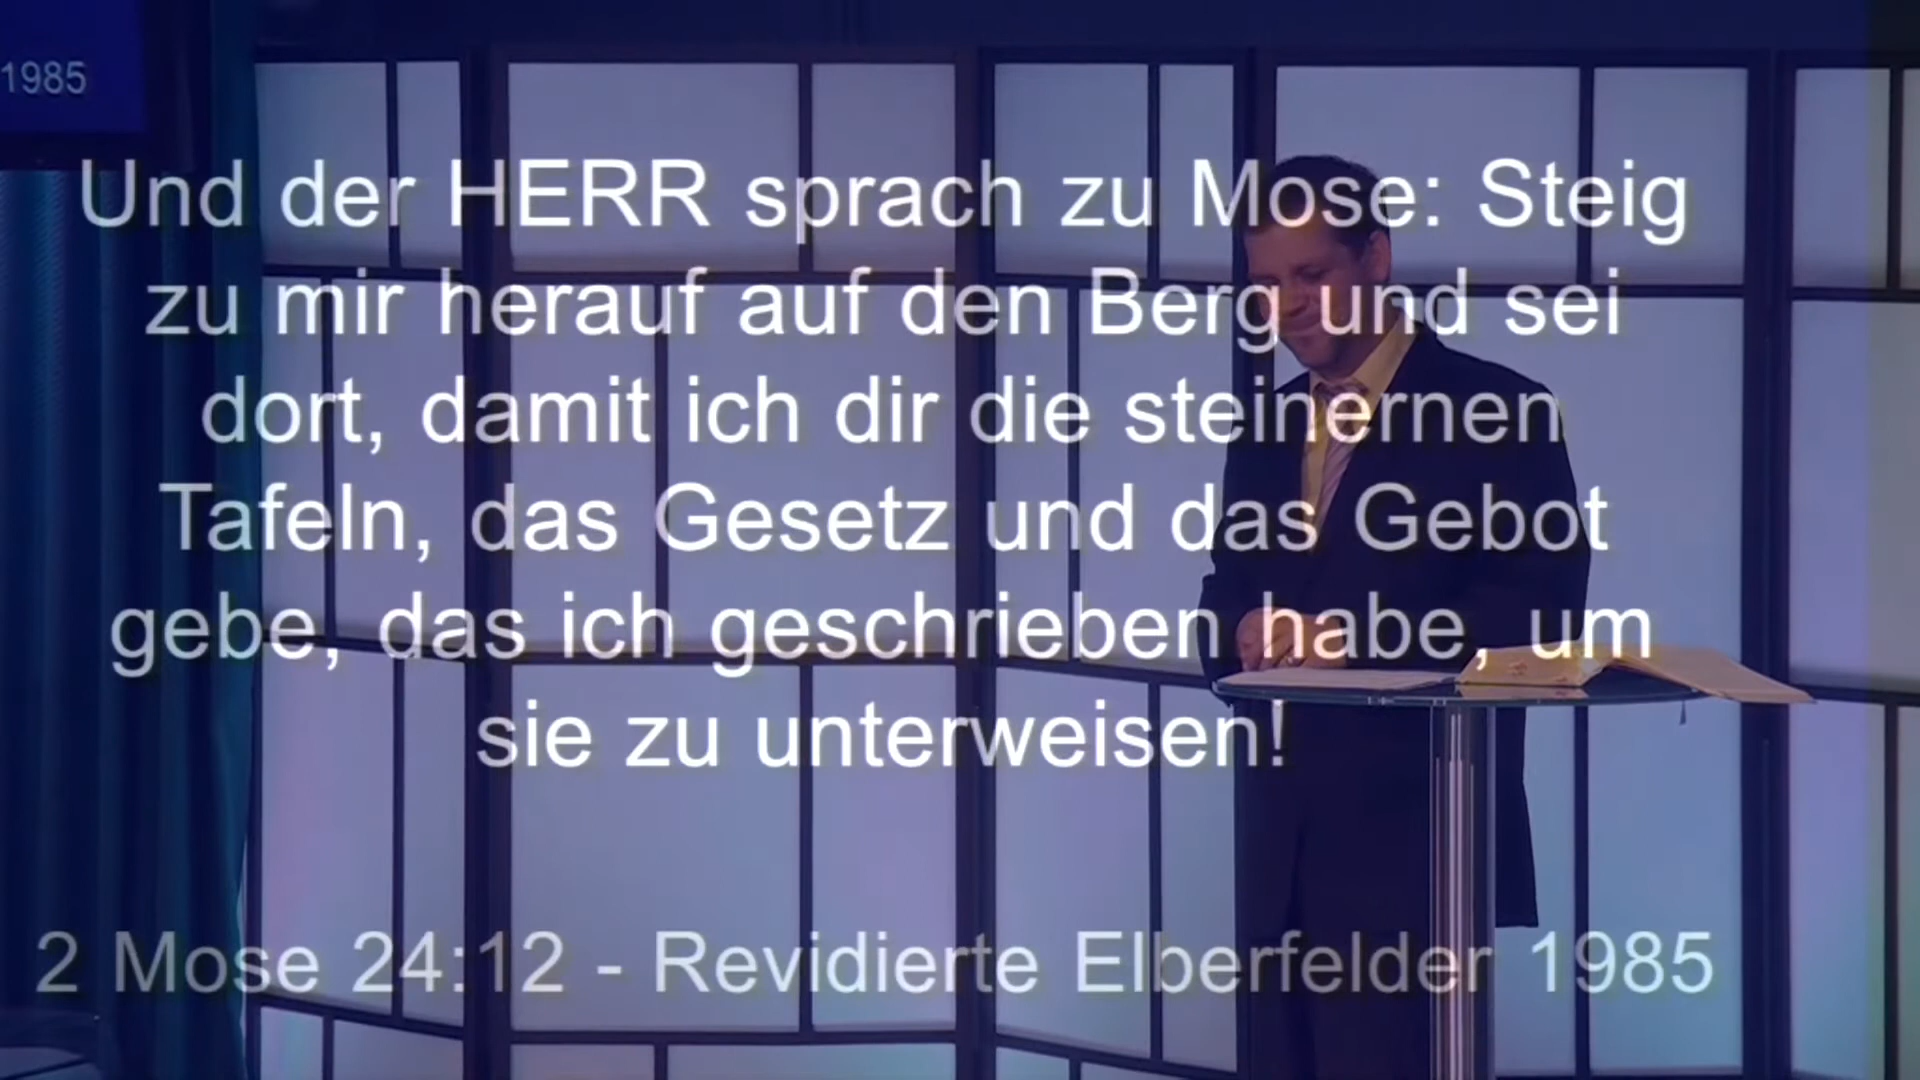 1985
Und der HERR sprach zu Mose: Steig
zu mir herauf auf den Berg und sei
dort, damit ich dir die steinernen
Tafeln, das Gesetz und das Gebot
gebe, das ich geschrieben habe, um
sie zu unterweisen!
2 Mose 24:12 - Revidierte Elberfelder 1985